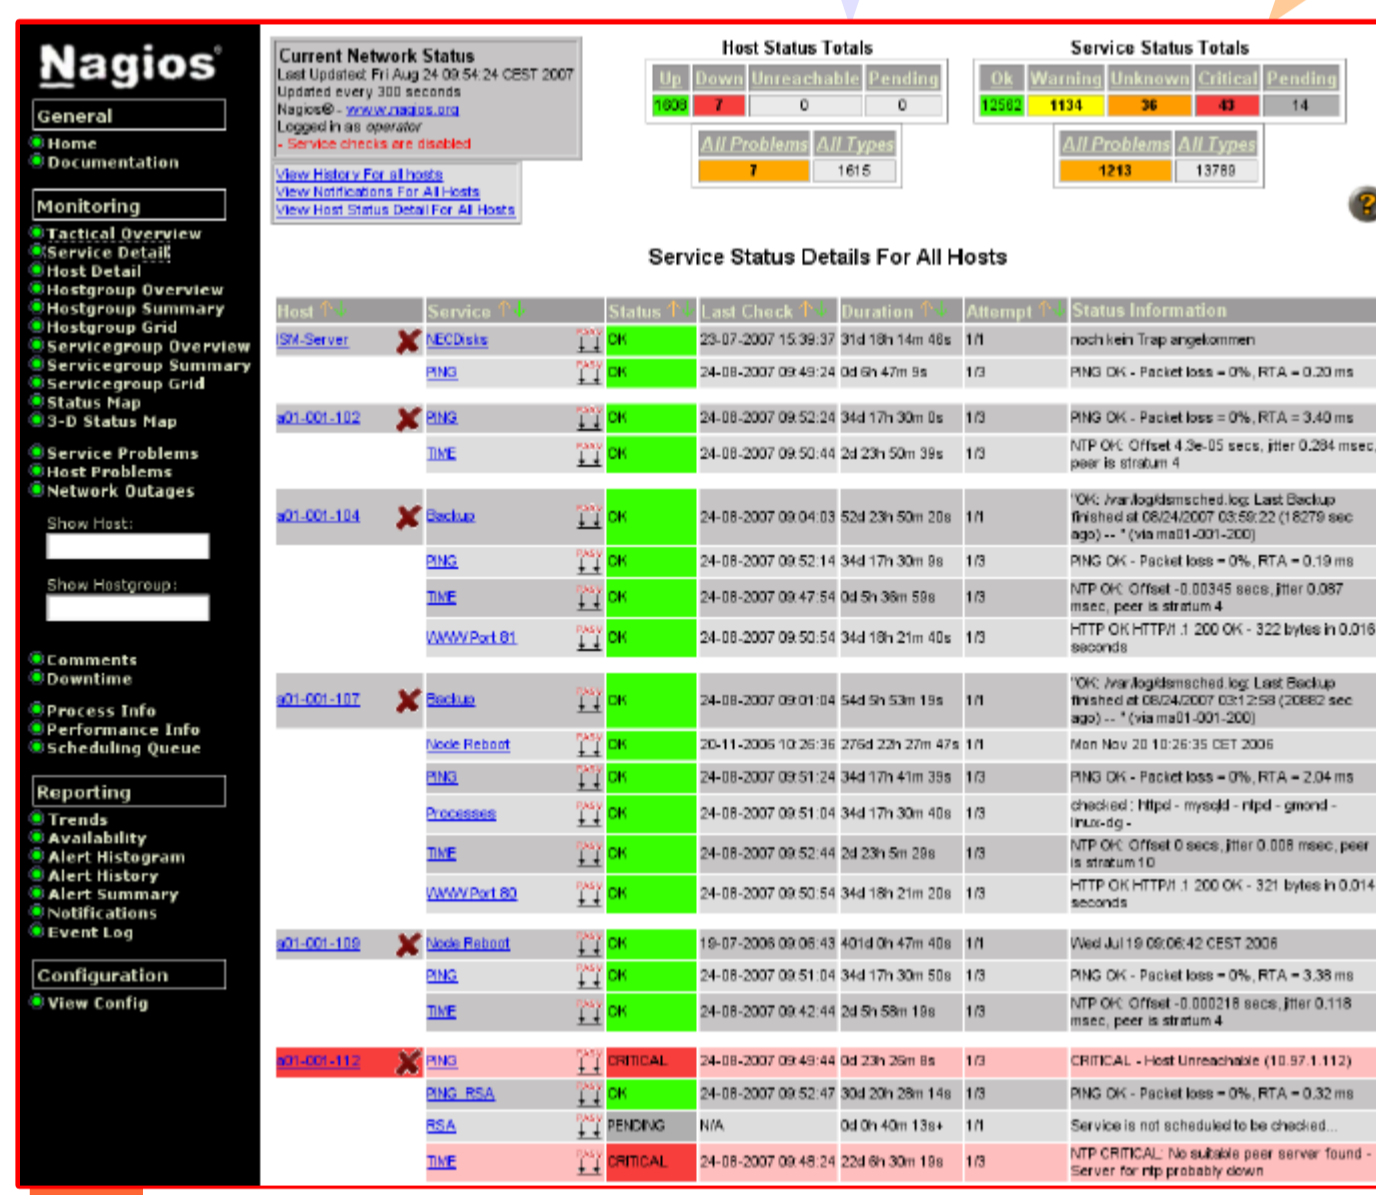 Nagios®
General
Home
Documentation
Monitoring
Tactical Overview
Service Detail
Host Detail
Hostgroup Overview
Hostgroup Summary
Hostgroup Grid
Servicegroup Overview
Servicegroup Summary
Servicegroup Grid
Status Map
3-D Status Map
Service Problems
Host Problems
Network Outages
Show Host:
Show Hostgroup:
Comments
Downtime
Process Info
Performance Info
Scheduling Queue
Reporting
Trends
Availability
Alert Histogram
Alert History
Alert Summary
Notifications
Event Log
Configuration
View Config
Current Network Status
Last Updated: Fri Aug 24 09:54:24 CEST 2007
Updated every 300 seconds
Nagios® - www.nagios.org
Logged in as operator
- Service checks are disabled
View History For all hosts
View Notifications For All Hosts
View Host Status Detail For All Hosts
Host Status Totals
Up Down Unreachable Pending
1608 7 0 0
All Problems All Types
7 1615
Service Status Totals
Ok Warning Unknown Critical Pending
12562 1134 36 43 14
All Problems All Types
1213 13789
?
Service Status Details For All Hosts
Host Service Status Last Check Duration Attempt Status Information
ISM-Server NECDisks PASV OK 23-07-2007 15:39:37 31d 18h 14m 46s 1/1 noch kein Trap angekommen
PING PASV OK 24-08-2007 09:49:24 0d 6h 47m 9s 1/3 PING OK - Packet loss = 0%, RTA = 0.20 ms
a01-001-102 PING PASV OK 24-08-2007 09:52:24 34d 17h 30m 0s 1/3 PING OK - Packet loss = 0%, RTA = 3.40 ms
TIME PASV OK 24-08-2007 09:50:44 2d 23h 50m 39s 1/3 NTP OK: Offset 4.3e-05 secs, jitter 0.284 msec,
peer is stratum 4
a01-001-104 Backup PASV OK 24-08-2007 09:04:03 52d 23h 50m 20s 1/1 "OK: /var/log/dsmsched.log: Last Backup
finished at 08/24/2007 03:59:22 (18279 sec
ago) -- " (via ma01-001-200)
PING PASV OK 24-08-2007 09:52:14 34d 17h 30m 9s 1/3 PING OK - Packet loss = 0%, RTA = 0.19 ms
TIME PASV OK 24-08-2007 09:47:54 0d 5h 36m 59s 1/3 NTP OK: Offset -0.00345 secs, jitter 0.087
msec, peer is stratum 4
WWW Port 81 PASV OK 24-08-2007 09:50:54 34d 18h 21m 40s 1/3 HTTP OK HTTP/1.1 200 OK - 322 bytes in 0.016
seconds
a01-001-107 Backup PASV OK 24-08-2007 09:01:04 54d 5h 53m 19s 1/1 "OK: /var/log/dsmsched.log: Last Backup
finished at 08/24/2007 03:12:58 (20882 sec
ago) -- " (via ma01-001-200)
Node Reboot PASV OK 20-11-2006 10:26:36 276d 22h 27m 47s 1/1 Mon Nov 20 10:26:35 CET 2006
PING PASV OK 24-08-2007 09:51:24 34d 17h 41m 39s 1/3 PING OK - Packet loss = 0%, RTA = 2.04 ms
Processes PASV OK 24-08-2007 09:51:04 34d 17h 30m 40s 1/3 checked : httpd - mysqld - ntpd - gmond -
linux-dg -
TIME PASV OK 24-08-2007 09:52:44 2d 23h 5m 29s 1/3 NTP OK: Offset 0 secs, jitter 0.008 msec, peer
is stratum 10
WWW Port 80 PASV OK 24-08-2007 09:50:54 34d 18h 21m 20s 1/3 HTTP OK HTTP/1.1 200 OK - 321 bytes in 0.014
seconds
a01-001-109 Node Reboot PASV OK 19-07-2006 09:06:43 401d 0h 47m 40s 1/1 Wed Jul 19 09:06:42 CEST 2006
PING PASV OK 24-08-2007 09:51:04 34d 17h 30m 50s 1/3 PING OK - Packet loss = 0%, RTA = 3.38 ms
TIME PASV OK 24-08-2007 09:42:44 2d 5h 58m 19s 1/3 NTP OK: Offset -0.000218 secs, jitter 0.118
msec, peer is stratum 4
a01-001-112 PING PASV CRITICAL 24-08-2007 09:49:44 0d 23h 26m 8s 1/3 CRITICAL - Host Unreachable (10.97.1.112)
PING_RSA PASV OK 24-08-2007 09:52:47 30d 20h 28m 14s 1/3 PING OK - Packet loss = 0%, RTA = 0.32 ms
RSA PASV PENDING N/A 0d 0h 40m 13s+ 1/1 Service is not scheduled to be checked...
TIME PASV CRITICAL 24-08-2007 09:48:24 22d 6h 30m 19s 1/3 NTP CRITICAL: No suitable peer server found -
Server for ntp probably down